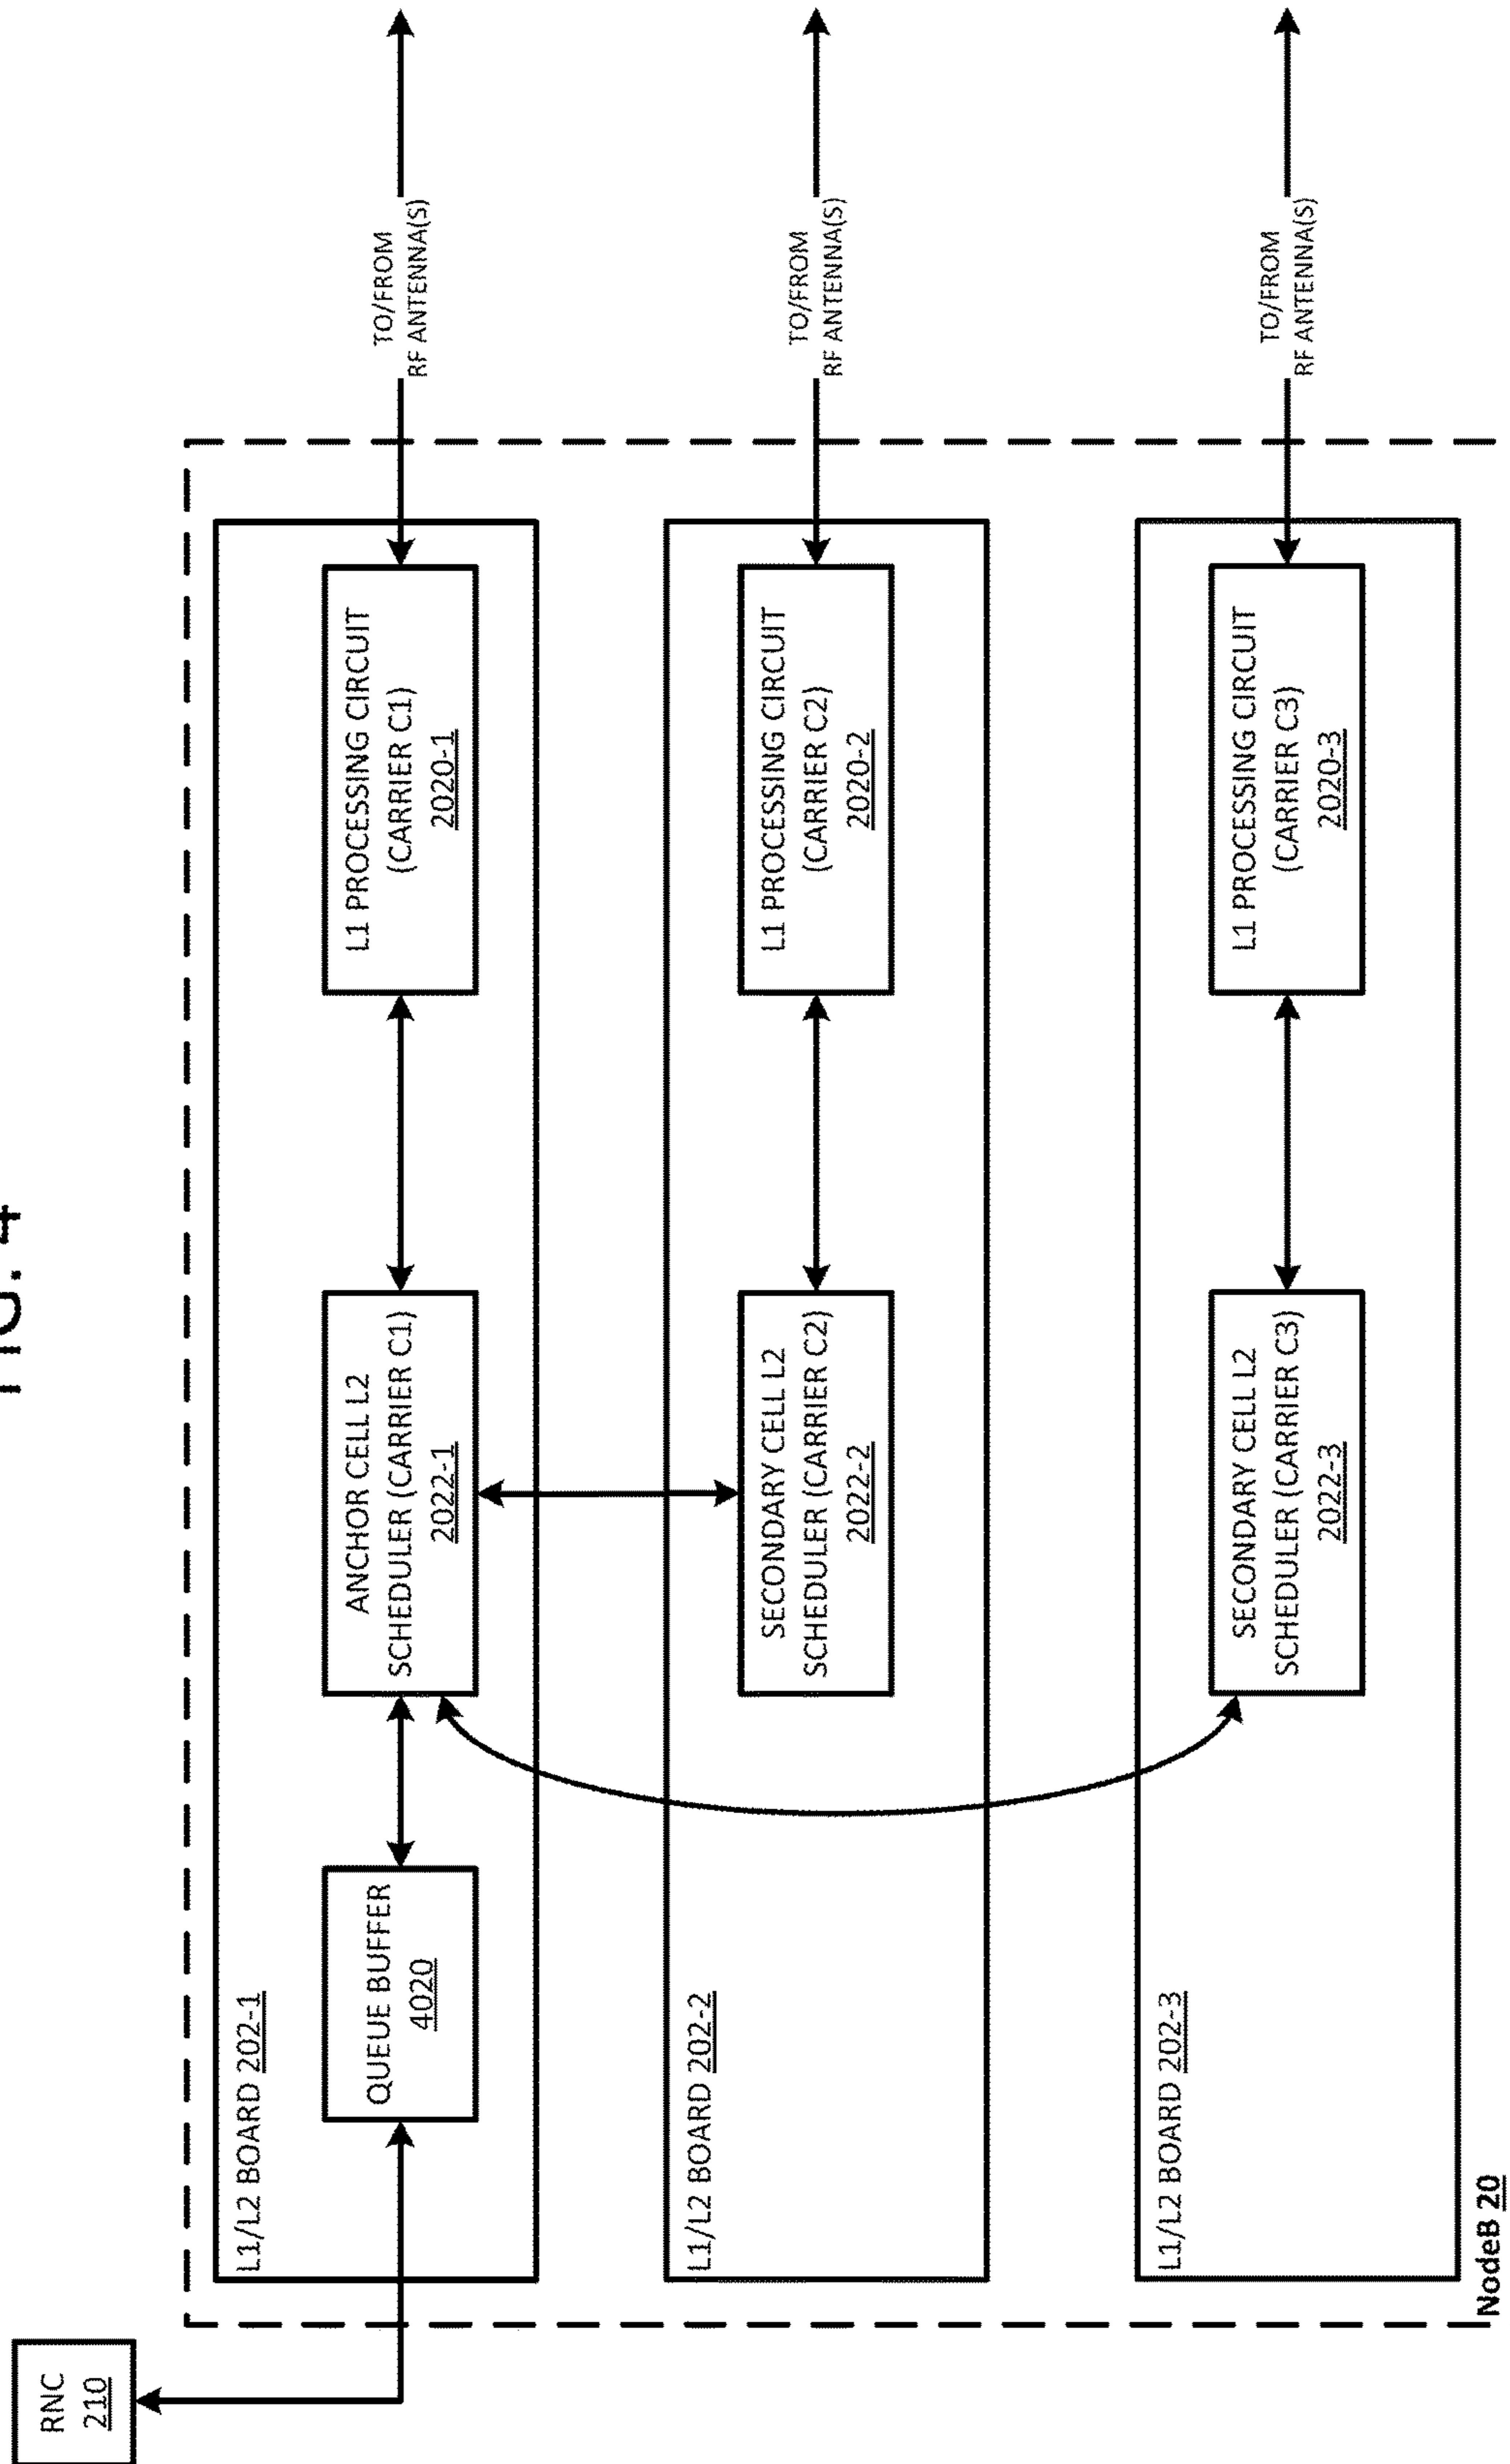 FIG. 4
RNC
210
L1/L2 BOARD 202-1
QUEUE BUFFER
4020
ANCHOR CELL L2
SCHEDULER (CARRIER C1)
2022-1
L1 PROCESSING CIRCUIT
(CARRIER C1)
2020-1
TO/FROM
RF ANTENNA(S)
L1/L2 BOARD 202-2
SECONDARY CELL L2
SCHEDULER (CARRIER C2)
2022-2
L1 PROCESSING CIRCUIT
(CARRIER C2)
2020-2
TO/FROM
RF ANTENNA(S)
L1/L2 BOARD 202-3
SECONDARY CELL L2
SCHEDULER (CARRIER C3)
2022-3
L1 PROCESSING CIRCUIT
(CARRIER C3)
2020-3
TO/FROM
RF ANTENNA(S)
NodeB 20